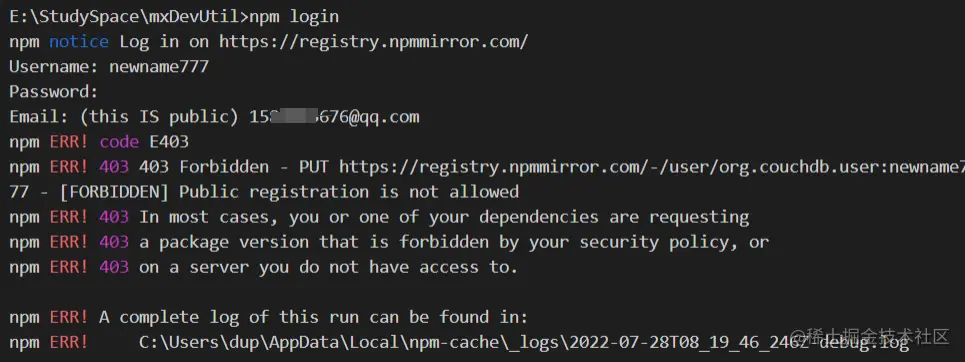 E:\StudySpace\mxDevUtil>npm login
npm notice Log in on https://registry.npmmirror.com/
Username: newname777
Password:
Email: (this IS public) 15 5676@qq.com
npm ERR! code E403
npm ERR! 403 403 Forbidden - PUT https://registry.npmmirror.com/-/user/org.couchdb.user:newname7
77 - [FORBIDDEN] Public registration is not allowed
npm ERR! 403 In most cases, you or one of your dependencies are requesting
npm ERR! 403 a package version that is forbidden by your security policy, or
npm ERR! 403 on a server you do not have access to.
npm ERR! A complete log of this run can be found in:
npm ERR!     C:\Users\dup\AppData\Local\npm-cache\_logs\2022-07-28T08_19_46_246Z-debug.log
@稀土掘金技术社区